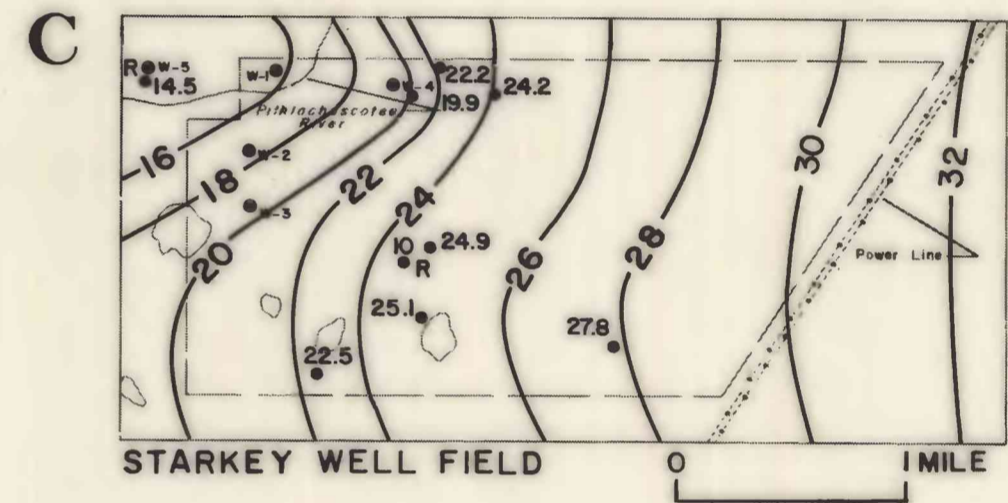 C
R W-5
14.5
W-1
W-4
22.2
19.9
24.2
Pithlachascotee
River
16
W-2
18
22
W-3
24
30
32
20
10
R
24.9
26
28
Power Line
25.1
27.8
22.5
STARKEY WELL FIELD
0
1 MILE